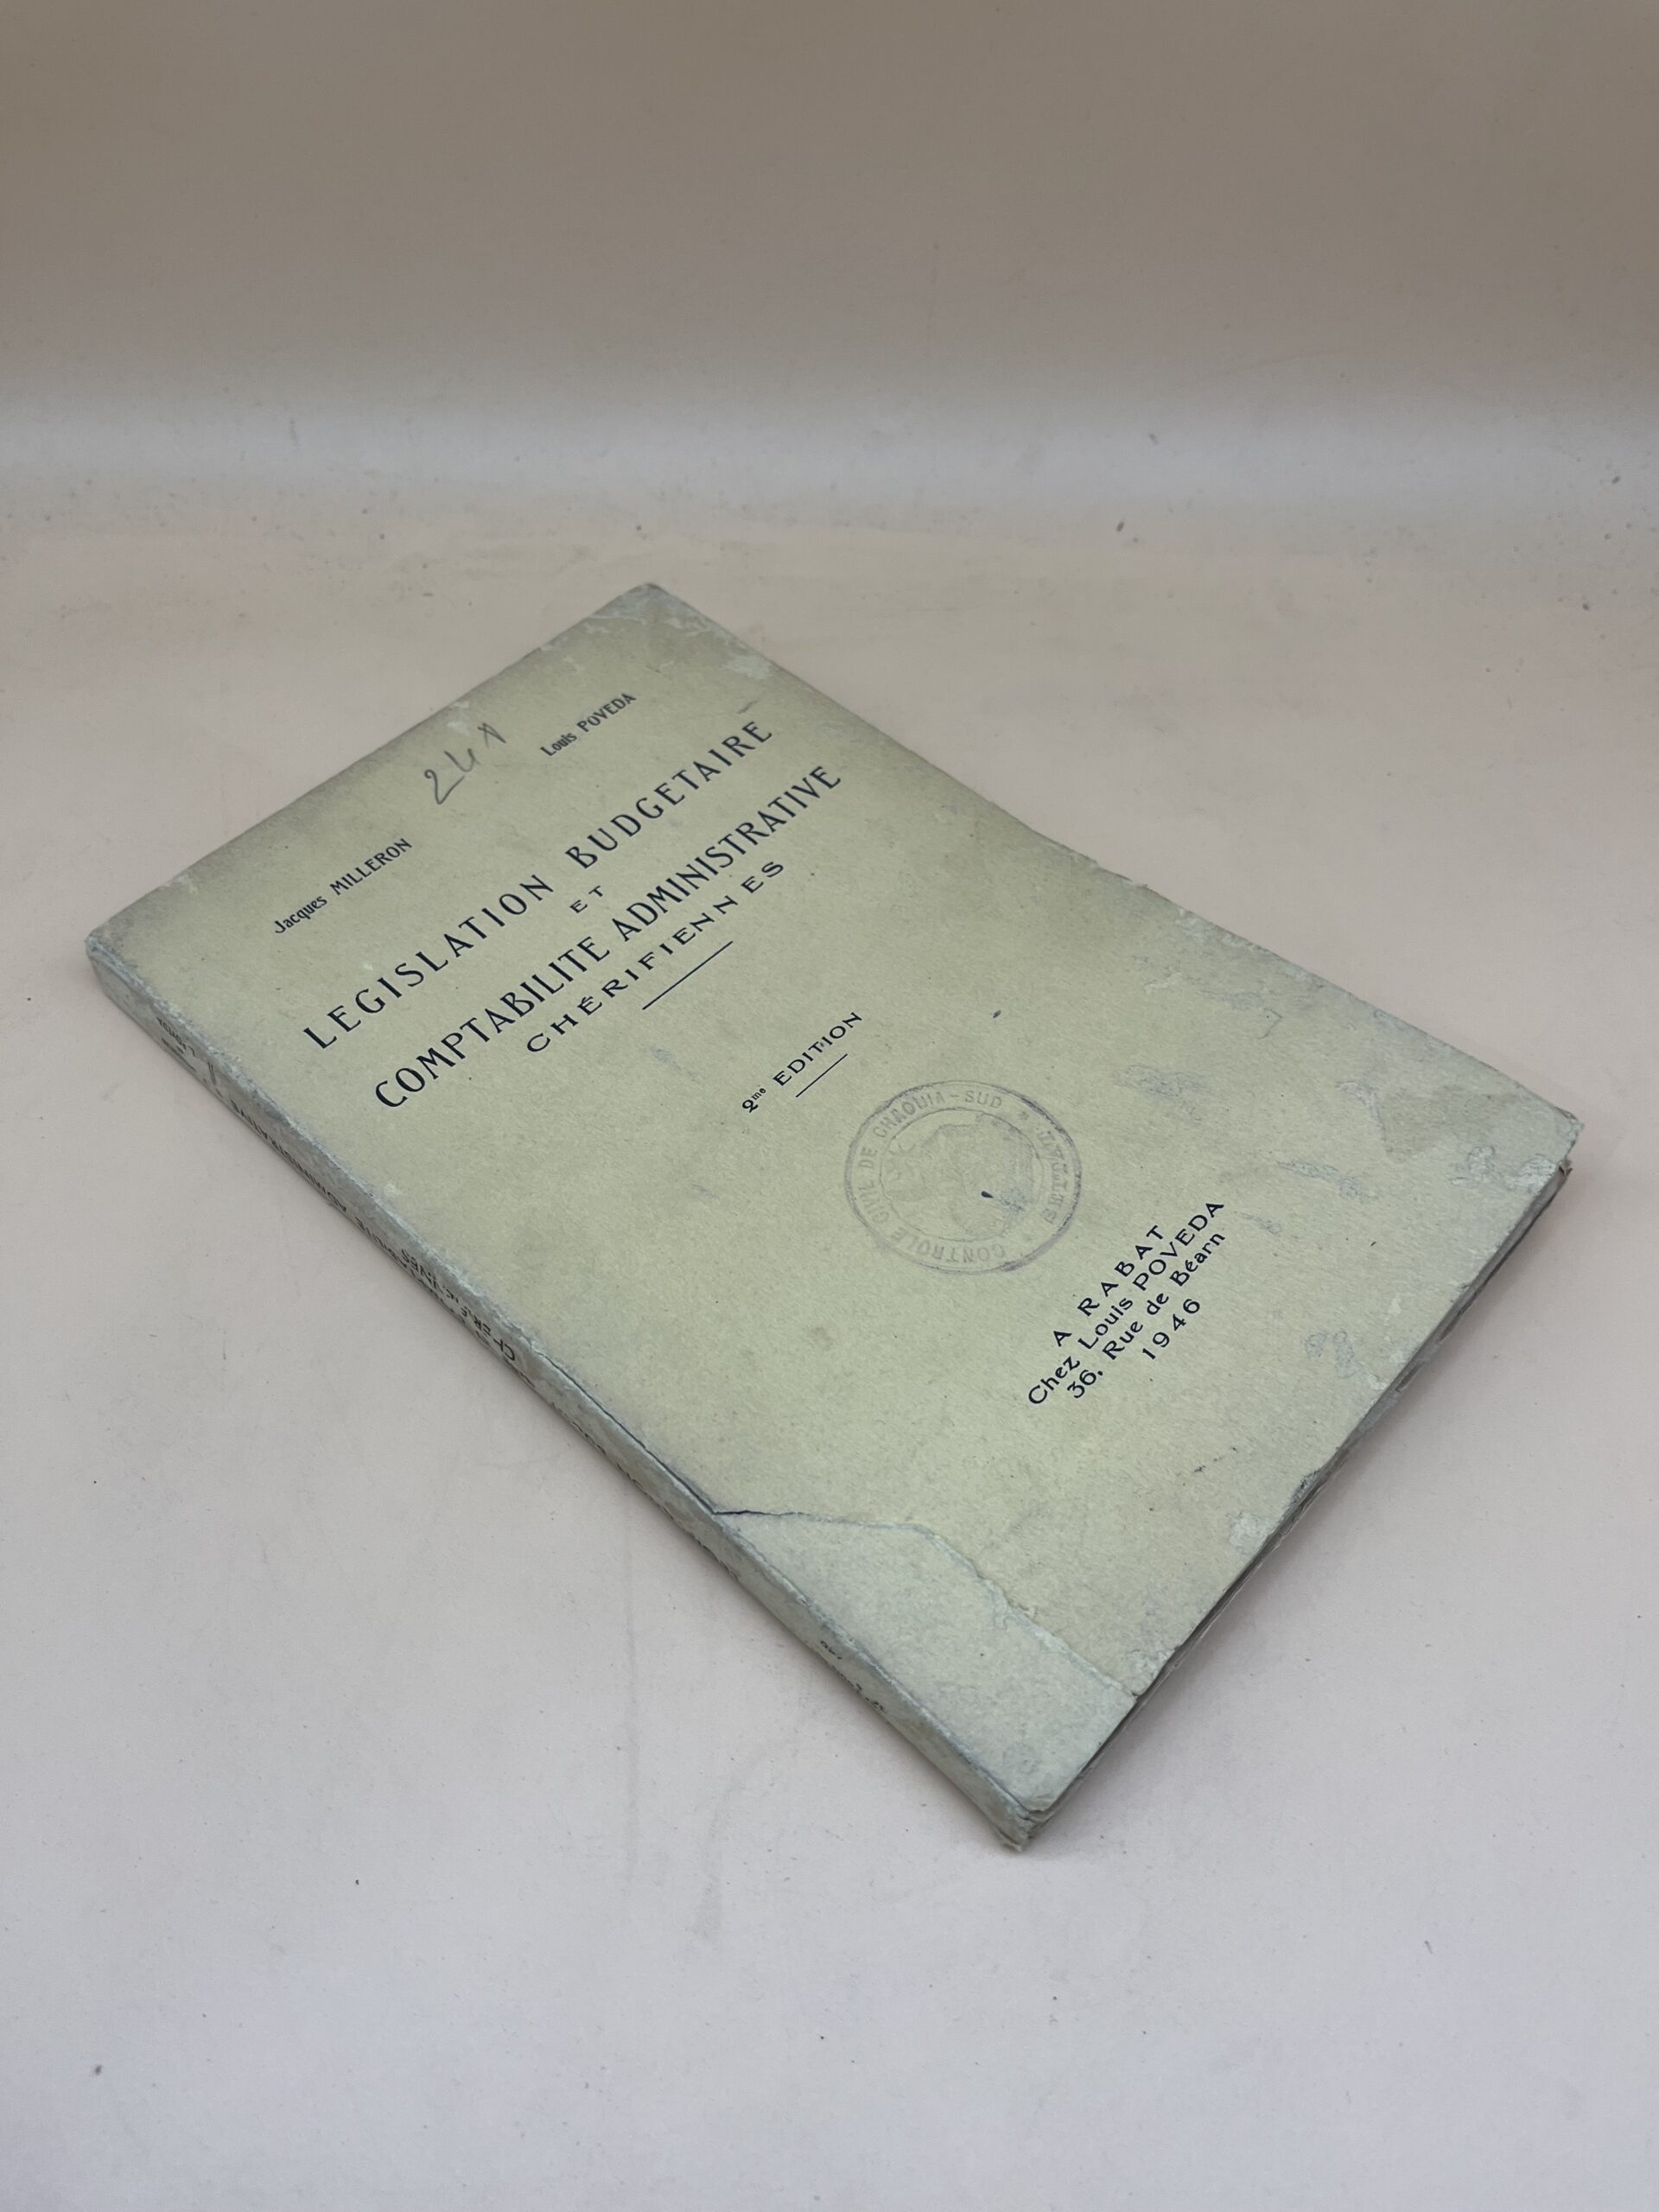 Jacques MILLERON Louis POVEDA
LEGISLATION BUDGETAIRE
ET
COMPTABILITE ADMINISTRATIVE
CHÉRIFIENNES
2me EDITION
CONTROLE CIVIL DE CHAOUIA-SUD
A RABAT
Chez Louis POVEDA
36, Rue de Béarn
1946